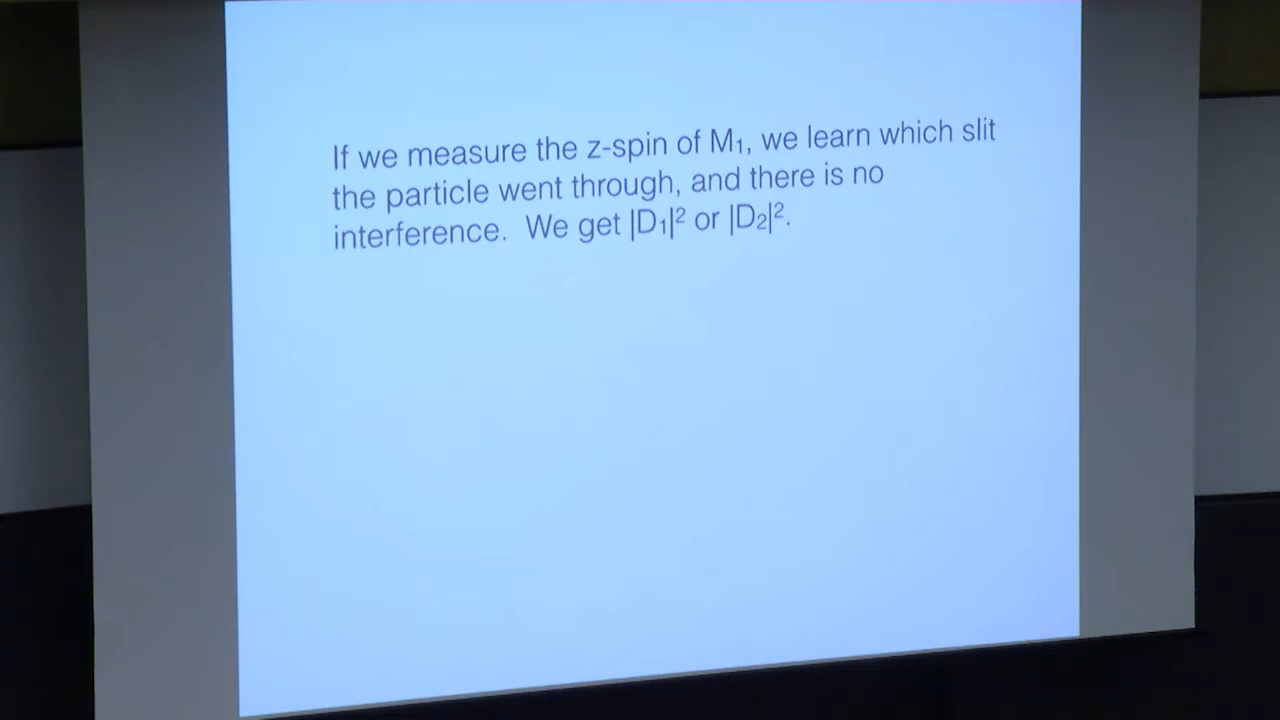 If we measure the z-spin of M₁, we learn which slit
the particle went through, and there is no
interference. We get |D₁|² or |D₂|².